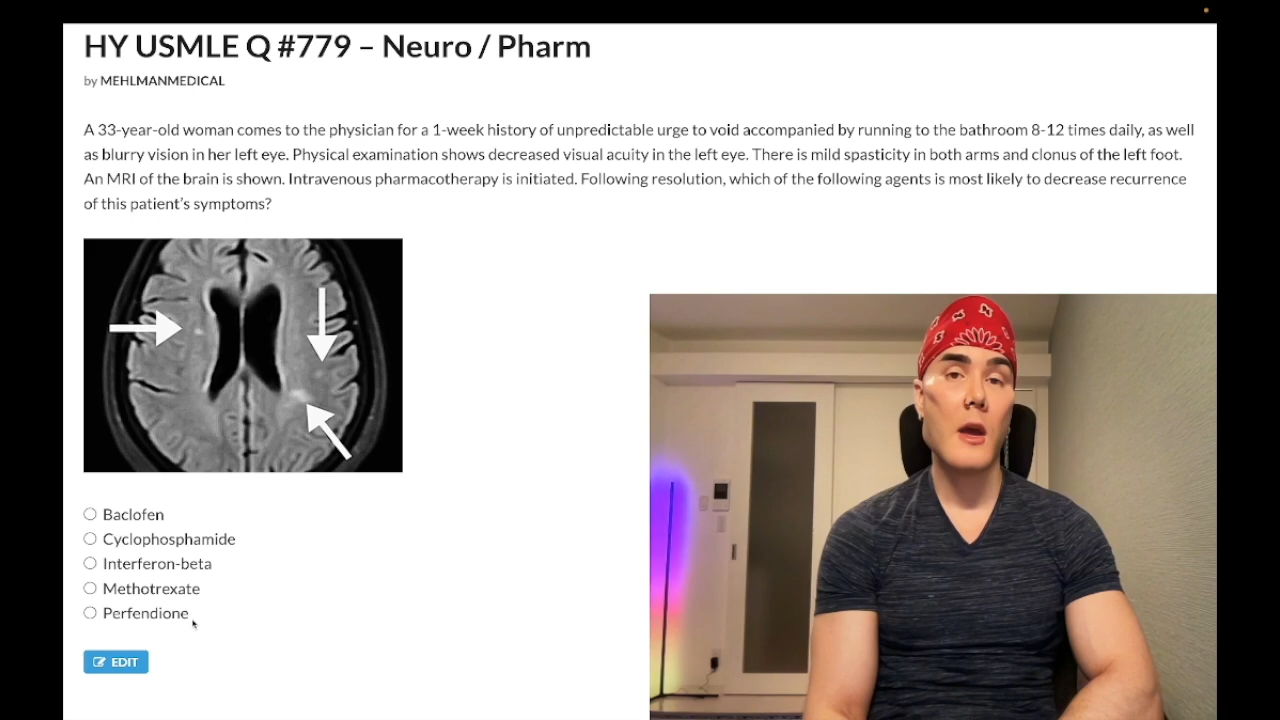 HY USMLE Q #779 – Neuro / Pharm
by MEHLMANMEDICAL
A 33-year-old woman comes to the physician for a 1-week history of unpredictable urge to void accompanied by running to the bathroom 8-12 times daily, as well
as blurry vision in her left eye. Physical examination shows decreased visual acuity in the left eye. There is mild spasticity in both arms and clonus of the left foot.
An MRI of the brain is shown. Intravenous pharmacotherapy is initiated. Following resolution, which of the following agents is most likely to decrease recurrence
of this patient's symptoms?
Baclofen
Cyclophosphamide
Interferon-beta
Methotrexate
Perfendione
EDIT